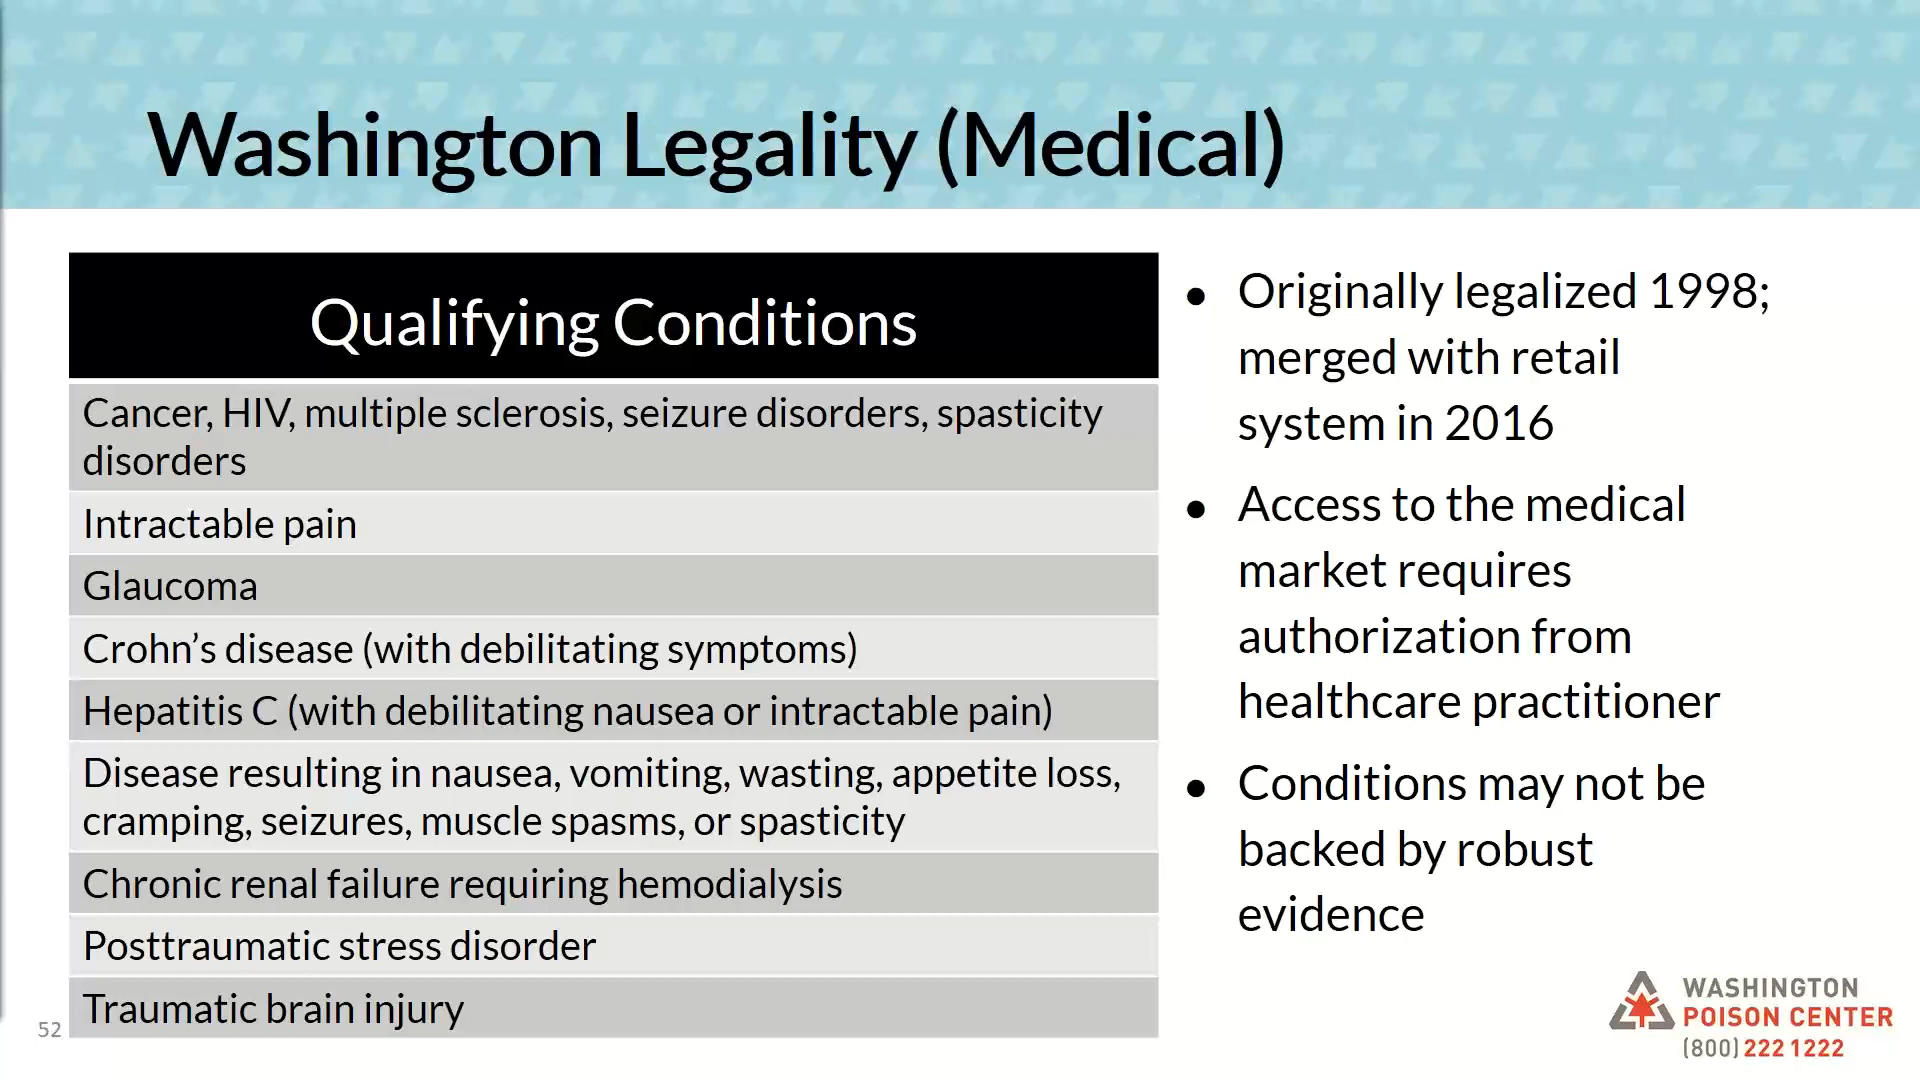 Washington Legality (Medical)
Qualifying Conditions
Cancer, HIV, multiple sclerosis, seizure disorders, spasticity
disorders
Intractable pain
Glaucoma
Crohn’s disease (with debilitating symptoms)
Hepatitis C (with debilitating nausea or intractable pain)
Disease resulting in nausea, vomiting, wasting, appetite loss,
cramping, seizures, muscle spasms, or spasticity
Chronic renal failure requiring hemodialysis
Posttraumatic stress disorder
Traumatic brain injury
• Originally legalized 1998;
merged with retail
system in 2016
• Access to the medical
market requires
authorization from
healthcare practitioner
• Conditions may not be
backed by robust
evidence
52
WASHINGTON
POISON CENTER
(800) 222 1222